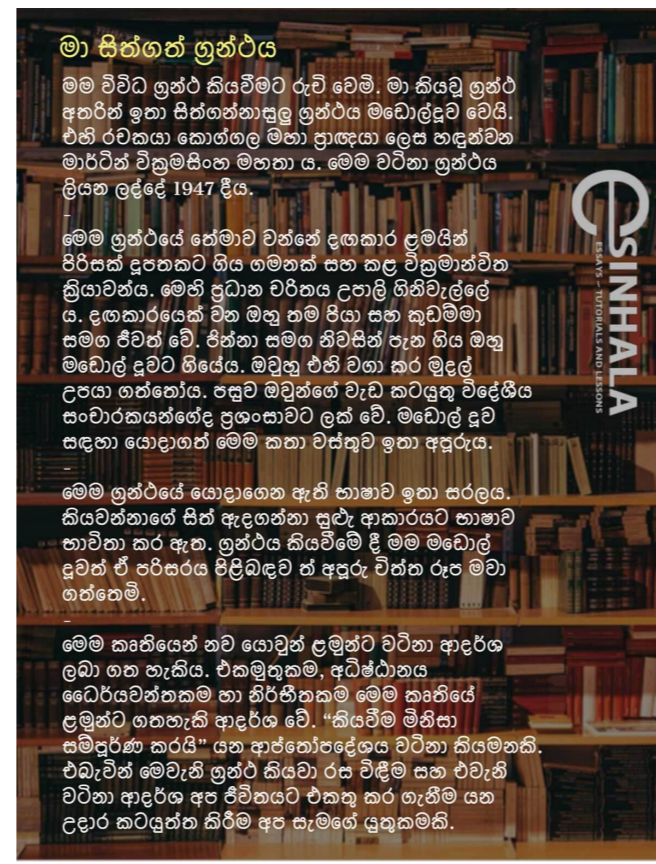 මා සිත්ගත් ග්‍රන්ථය
මම විවිධ ග්‍රන්ථ කියවීමට රුචි වෙමි. මා කියවූ ග්‍රන්ථ
අතරින් ඉතා සිත්ගන්නාසුලු ග්‍රන්ථය මඩොල්දූව වෙයි.
එහි රචකයා කොග්ගල මහා ප්‍රාඥයා ලෙස හඳුන්වන
මාර්ටින් වික්‍රමසිංහ මහතා ය. මෙම වටිනා ග්‍රන්ථය
ලියන ලද්දේ 1947 දීය.
-
මෙම ග්‍රන්ථයේ තේමාව වන්නේ දඟකාර ළමයින්
පිරිසක් දූපතකට ගිය ගමනක් සහ කළ වික්‍රමාන්විත
ක්‍රියාවන්ය. මෙහි ප්‍රධාන චරිතය උපාලි ගිනිවැල්ලේ
ය. දඟකාරයෙක් වන ඔහු තම පියා සහ කුඩම්මා
සමග ජීවත් වේ. ජින්නා සමග නිවසින් පැන ගිය ඔහු
මඩොල් දූවට ගියේය. ඔවුහු එහි වගා කර මුදල්
උපයා ගත්තෝය. පසුව ඔවුන්ගේ වැඩ කටයුතු විදේශීය
සංචාරකයන්ගේද ප්‍රශංසාවට ලක් වේ. මඩොල් දූව
සඳහා යොදාගත් මෙම කතා වස්තුව ඉතා අපූරුය.
-
මෙම ග්‍රන්ථයේ යොදාගෙන ඇති භාෂාව ඉතා සරලය.
කියවන්නාගේ සිත් ඇදගන්නා සුළුැ ආකාරයට භාෂාව
භාවිතා කර ඇත. ග්‍රන්ථය කියවීමේ දී මම මඩොල්
දූවත් ඒ පරිසරය පිළිබඳව ත් අපූරු චිත්ත රූප මවා
ගත්තෙමි.
-
මෙම කෘතියෙන් නව යොවුන් ළමුන්ට වටිනා ආදර්ශ
ලබා ගත හැකිය. එකමුතුකම, අධිෂ්ඨානය
ධෛර්යවන්තකම හා නිර්භීතකම මෙම කෘතියේ
ළමුන්ට ගතහැකි ආදර්ශ වේ. “කියවීම මිනිසා
සම්පූර්ණ කරයි” යන ආප්තෝපදේශය වටිනා කියමනකි.
එබැවින් මෙවැනි ග්‍රන්ථ කියවා රස විඳීම සහ එවැනි
වටිනා ආදර්ශ අප ජීවිතයට එකතු කර ගැනීම යන
උදාර කටයුත්ත කිරීම අප සැමගේ යුතුකමකි.
eSINHALA
ESSAYS – TUTORIALS AND LESSONS